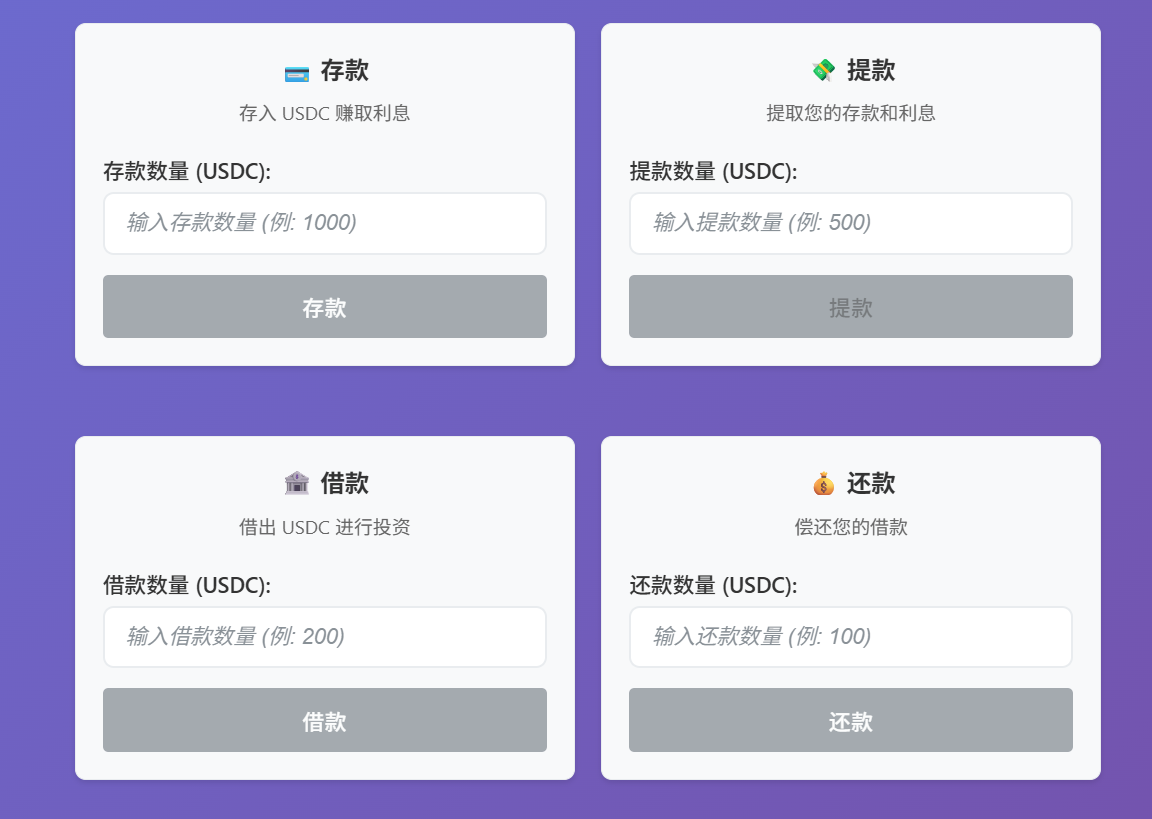 存款
存入 USDC 赚取利息
存款数量 (USDC):
输入存款数量 (例: 1000)
存款
提款
提取您的存款和利息
提款数量 (USDC):
输入提款数量 (例: 500)
提款
借款
借出 USDC 进行投资
借款数量 (USDC):
输入借款数量 (例: 200)
借款
还款
偿还您的借款
还款数量 (USDC):
输入还款数量 (例: 100)
还款